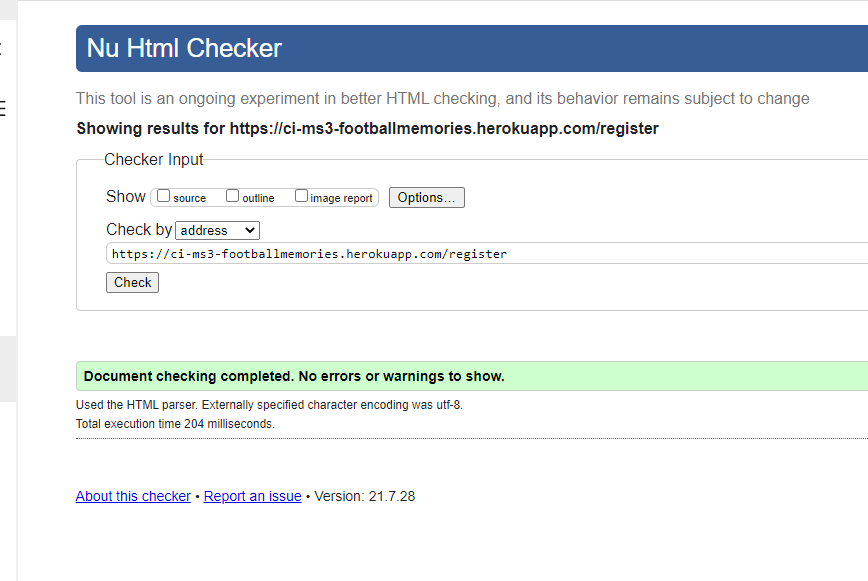 Nu Html Checker
This tool is an ongoing experiment in better HTML checking, and its behavior remains subject to change
Showing results for https://ci-ms3-footballmemories.herokuapp.com/register
Checker Input
Show source outline image report Options...
Check by address
https://ci-ms3-footballmemories.herokuapp.com/register
Check
Document checking completed. No errors or warnings to show.
Used the HTML parser. Externally specified character encoding was utf-8.
Total execution time 204 milliseconds.
About this checker • Report an issue • Version: 21.7.28